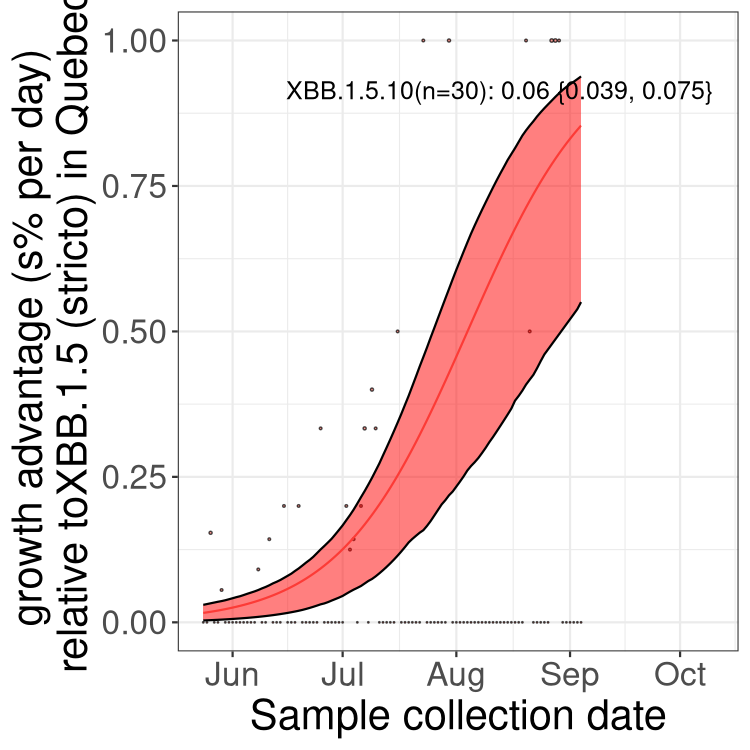 growth advantage (s% per day)
relative toXBB.1.5 (stricto) in Quebec
1.00
0.75
0.50
0.25
0.00
XBB.1.5.10(n=30): 0.06 {0.039, 0.075}
Jun Jul Aug Sep Oct
Sample collection date